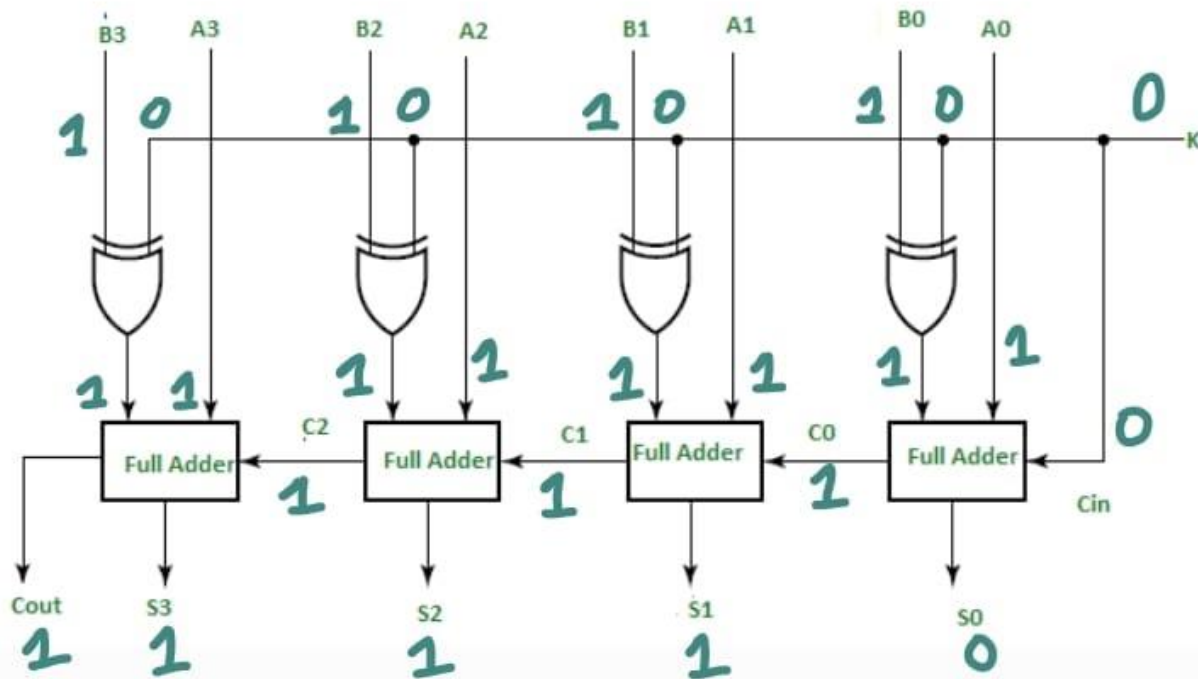 B3 A3 B2 A2 B1 A1 B0 A0
1 0 1 0 1 0 1 0 0
K
1 1 1 1 1 1 1 1
0
Full Adder C2 Full Adder C1 Full Adder C0 Full Adder
1 1 1 Cin
Cout S3 S2 S1 S0
1 1 1 1 0